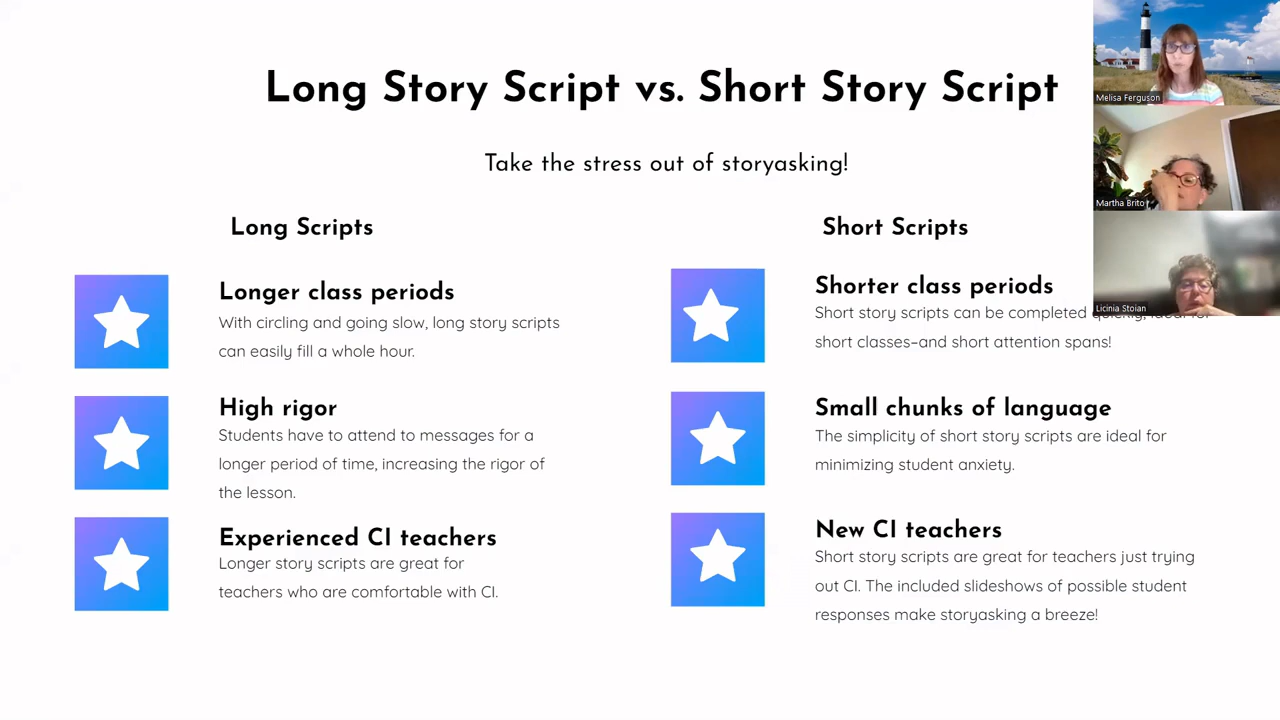 Long Story Script vs. Short Story Script
Take the stress out of storyasking!
Long Scripts
Longer class periods
With circling and going slow, long story scripts
can easily fill a whole hour.
High rigor
Students have to attend to messages for a
longer period of time, increasing the rigor of
the lesson.
Experienced CI teachers
Longer story scripts are great for
teachers who are comfortable with CI.
Short Scripts
Shorter class periods
Short story scripts can be completed quickly, ideal for
short classes–and short attention spans!
Small chunks of language
The simplicity of short story scripts are ideal for
minimizing student anxiety.
New CI teachers
Short story scripts are great for teachers just trying
out CI. The included slideshows of possible student
responses make storyasking a breeze!
Melisa Ferguson
Martha Brito
Licinia Stoian